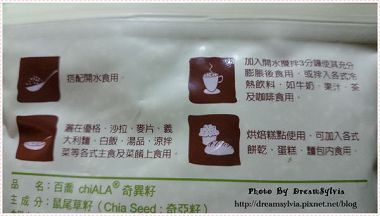 搭配開水食用。
加入開水攪拌3分鐘使其充分
膨脹後食用，或拌入各式冷
熱飲料，如牛奶、果汁、茶
及咖啡食用。
灑在優格、沙拉、麥片、義
大利麵、白飯、湯品、涼拌
菜等各式主食及菜餚上食用。
烘焙糕點使用，可加入各式
餅乾、蛋糕、麵包內食用。
品名：百喬 chiALA® 奇異籽
主成分：鼠尾草籽（Chia Seed；奇亞籽）
Photo By DreamSylvia
http://dreamsylvia.pixnet.net/blog